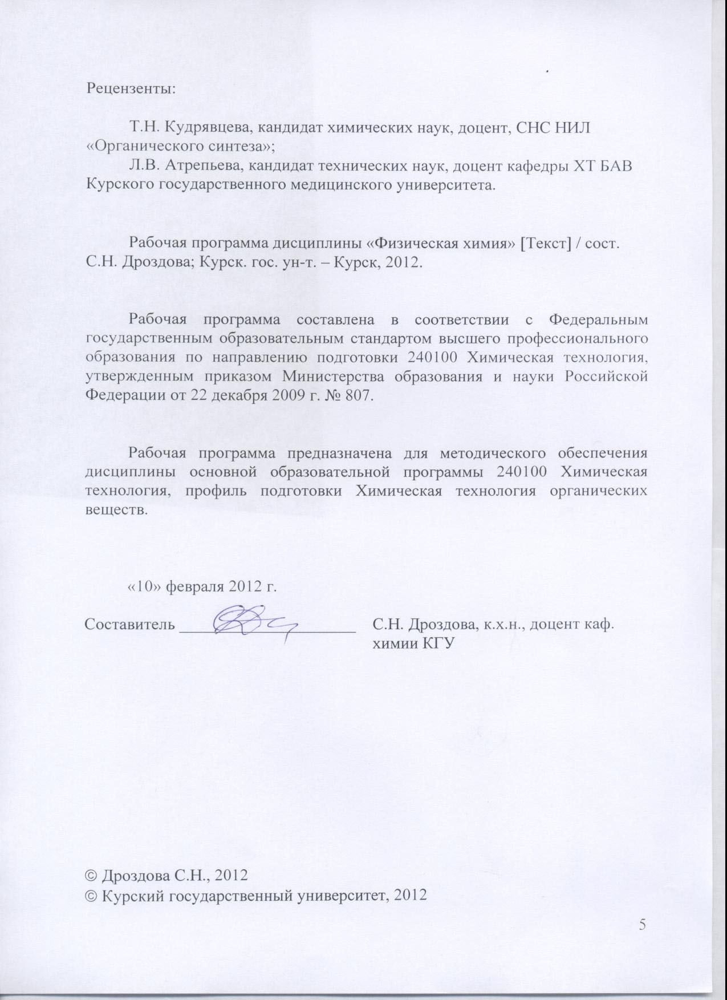 Рецензенты:
Т.Н. Кудрявцева, кандидат химических наук, доцент, СНС НИЛ
«Органического синтеза»;
Л.В. Атрепьева, кандидат технических наук, доцент кафедры ХТ БАВ
Курского государственного медицинского университета.
Рабочая программа дисциплины «Физическая химия» [Текст] / сост.
С.Н. Дроздова; Курск. гос. ун-т. – Курск, 2012.
Рабочая программа составлена в соответствии с Федеральным
государственным образовательным стандартом высшего профессионального
образования по направлению подготовки 240100 Химическая технология,
утвержденным приказом Министерства образования и науки Российской
Федерации от 22 декабря 2009 г. № 807.
Рабочая программа предназначена для методического обеспечения
дисциплины основной образовательной программы 240100 Химическая
технология, профиль подготовки Химическая технология органических
веществ.
«10» февраля 2012 г.
Составитель ______________________ С.Н. Дроздова, к.х.н., доцент каф.
химии КГУ
© Дроздова С.Н., 2012
© Курский государственный университет, 2012
5